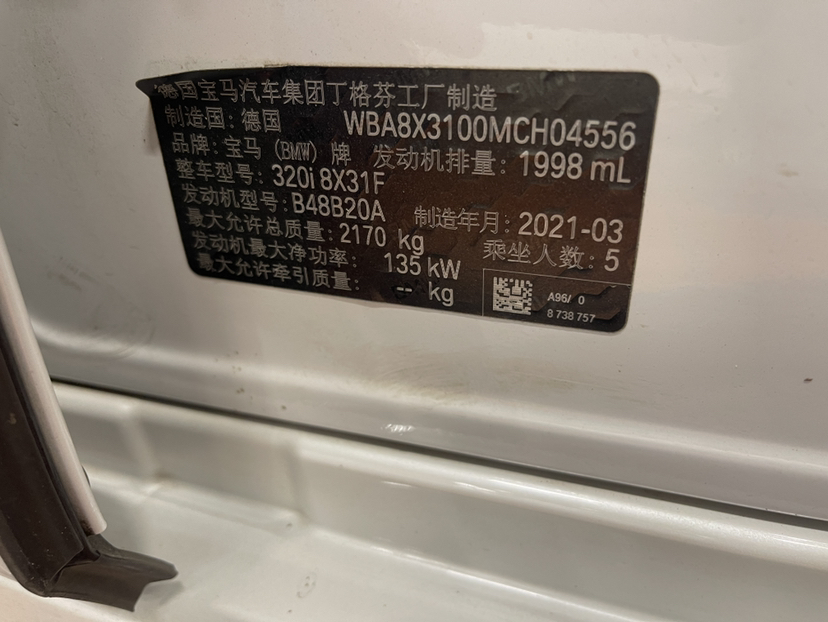 德国宝马汽车集团丁格芬工厂制造
制造国: 德国 WBA8X3100MCH04556
品牌: 宝马 (BMW) 牌 发动机排量: 1998 mL
整车型号: 320i 8X31F
发动机型号: B48B20A 制造年月: 2021-03
最大允许总质量: 2170 kg 乘坐人数: 5
发动机最大净功率: 135 kW
最大允许牵引质量: -- kg
A96/ 0
8 738 757